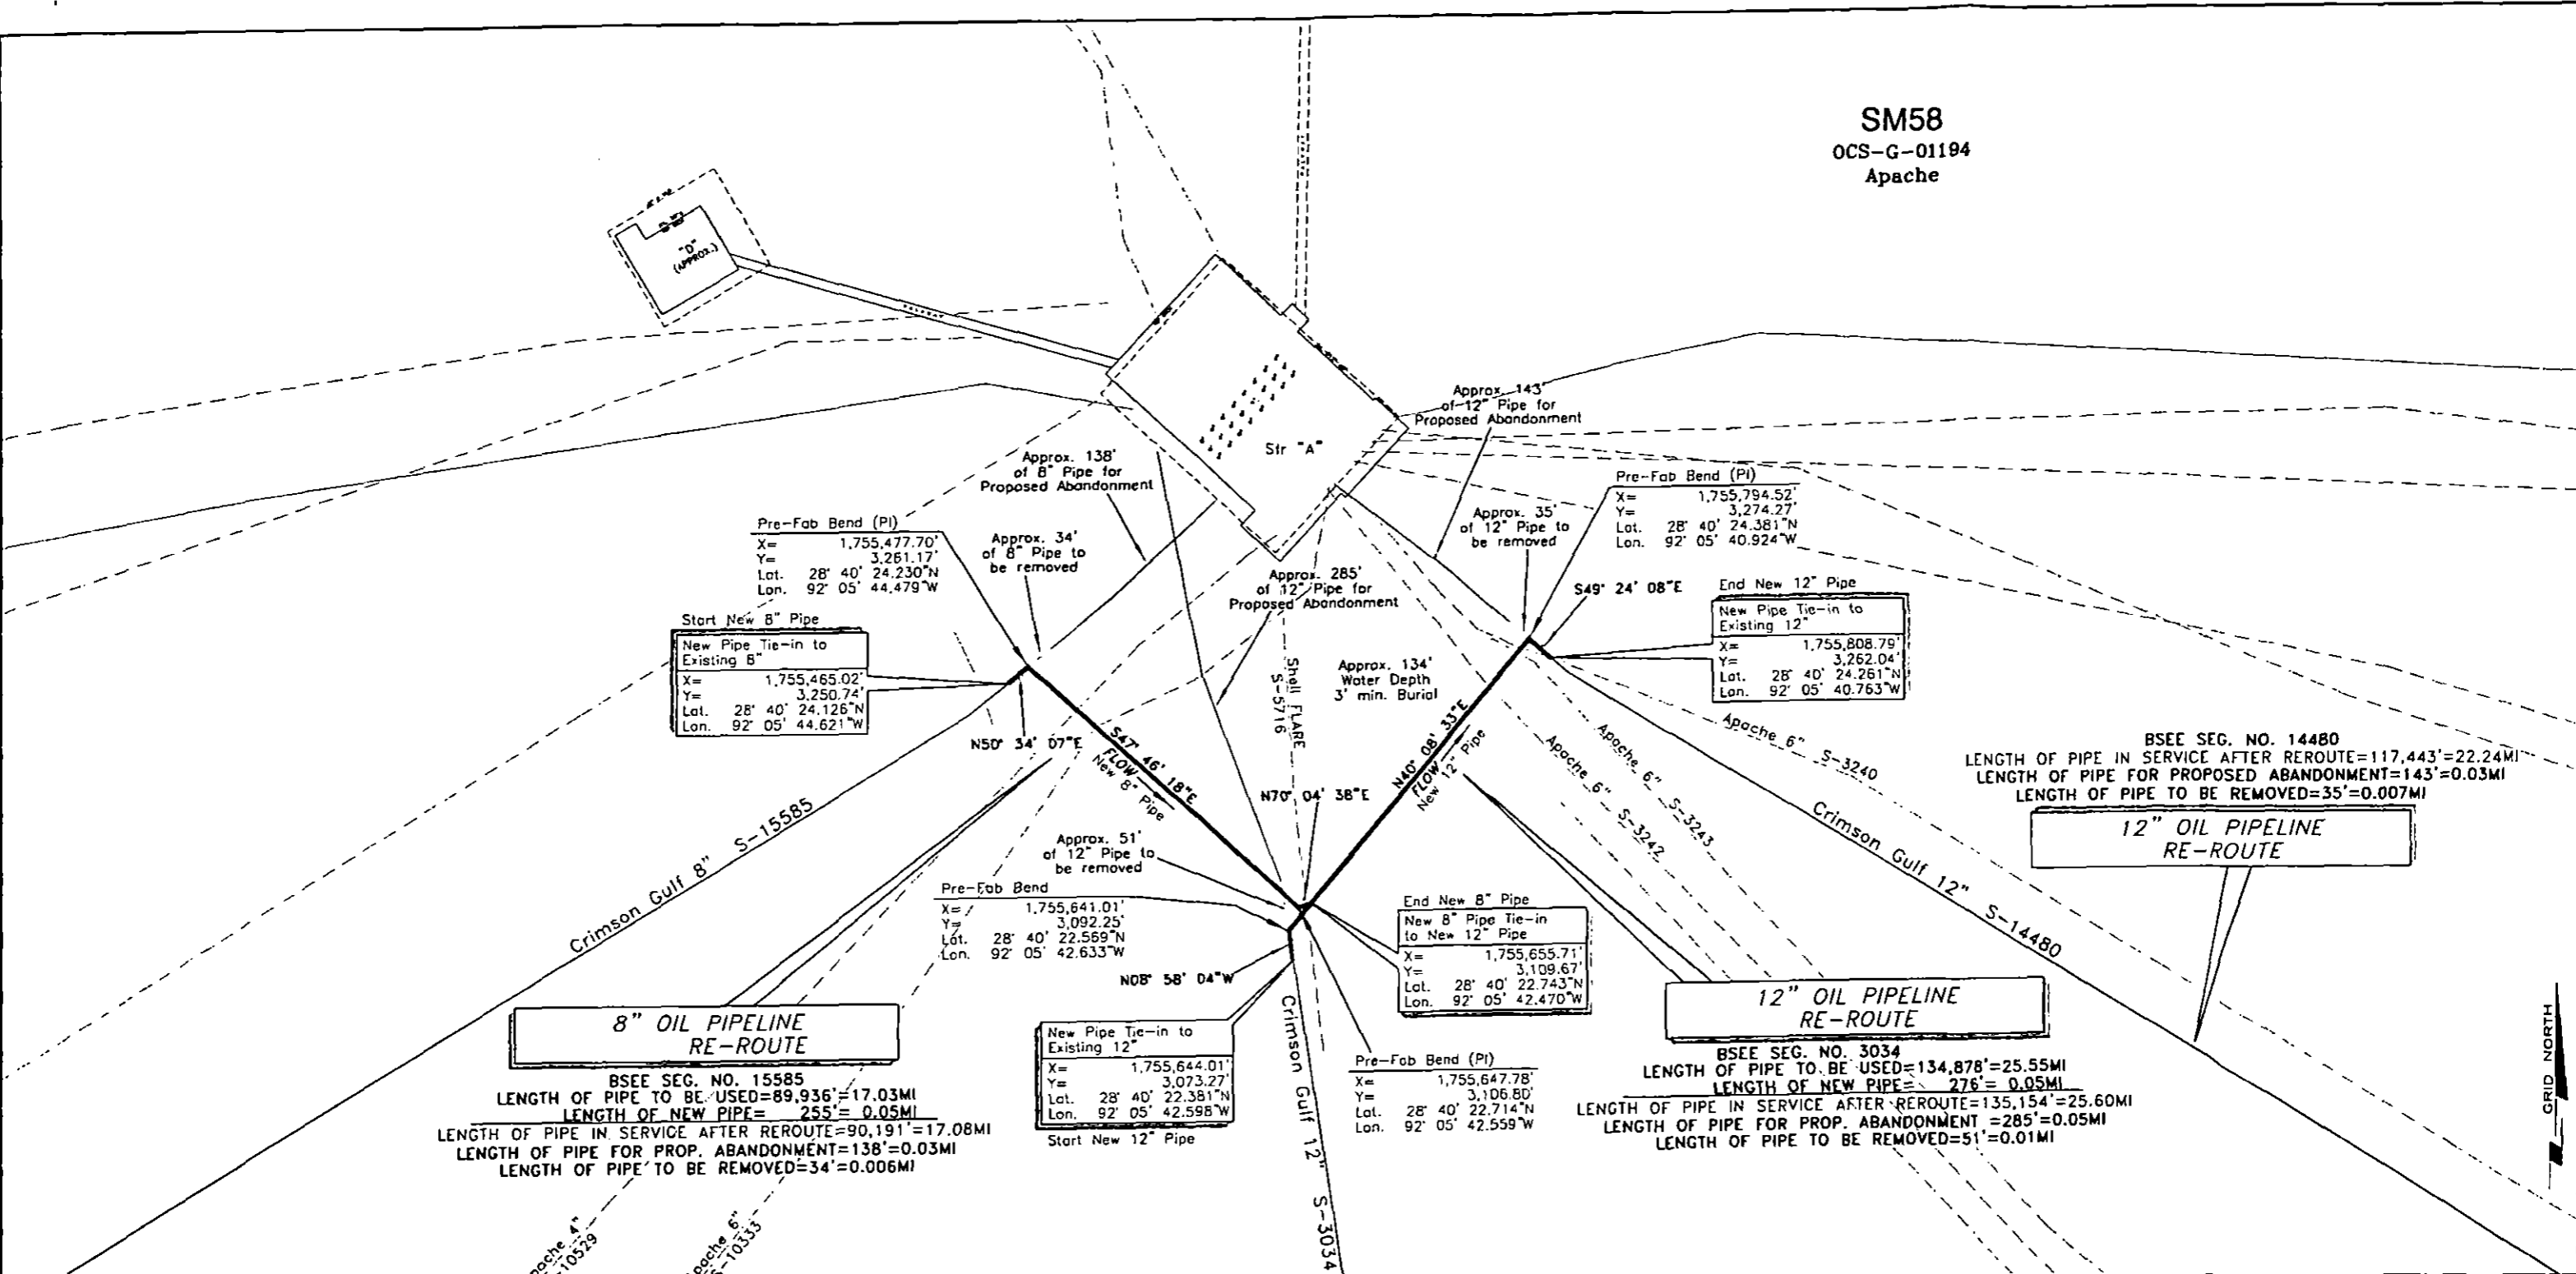 SM58
OCS-G-01194
Apache
"D"
(APPROX.)
Str "A"
Approx. 143'
of 12" Pipe for
Proposed Abandonment
Approx. 138'
of 8" Pipe for
Proposed Abandonment
Pre-Fab Bend (PI)
X= 1,755,794.52'
Y= 3,274.27'
Lat. 28° 40' 24.381"N
Lon. 92° 05' 40.924"W
Approx. 35'
of 12" Pipe to
be removed
Pre-Fab Bend (PI)
X= 1,755,477.70'
Y= 3,261.17'
Lat. 28° 40' 24.230"N
Lon. 92° 05' 44.479"W
Approx. 34'
of 8" Pipe to
be removed
Approx. 285'
of 12" Pipe for
Proposed Abandonment
S49° 24' 08"E
End New 12" Pipe
New Pipe Tie-in to
Existing 12"
X= 1,755,808.79'
Y= 3,262.04'
Lat. 28° 40' 24.261"N
Lon. 92° 05' 40.763"W
Start New 8" Pipe
New Pipe Tie-in to
Existing 8"
X= 1,755,465.02'
Y= 3,250.74'
Lat. 28° 40' 24.126"N
Lon. 92° 05' 44.621"W
Shell FLARE
S-5716
Approx. 134'
Water Depth
3' min. Burial
N50° 34' 07"E
S47° 46' 18"E
FLOW
New 8" Pipe
N40° 08' 33"E
FLOW
New 12" Pipe
Apache 6" S-3242
Apache 6" S-3243
Apache 6" S-3240
Crimson Gulf 12" S-14480
BSEE SEG. NO. 14480
LENGTH OF PIPE IN SERVICE AFTER REROUTE=117,443'=22.24MI
LENGTH OF PIPE FOR PROPOSED ABANDONMENT=143'=0.03MI
LENGTH OF PIPE TO BE REMOVED=35'=0.007MI
12" OIL PIPELINE
RE-ROUTE
N70° 04' 38"E
Crimson Gulf 8" S-15585
Approx. 51'
of 12" Pipe to
be removed
Pre-Fab Bend
X= 1,755,641.01'
Y= 3,092.25'
Lat. 28° 40' 22.569"N
Lon. 92° 05' 42.633"W
N08° 58' 04"W
End New 8" Pipe
New 8" Pipe Tie-in
to New 12" Pipe
X= 1,755,655.71'
Y= 3,109.67'
Lat. 28° 40' 22.743"N
Lon. 92° 05' 42.470"W
8" OIL PIPELINE
RE-ROUTE
BSEE SEG. NO. 15585
LENGTH OF PIPE TO BE USED=89,936'=17.03MI
LENGTH OF NEW PIPE= 255'= 0.05MI
LENGTH OF PIPE IN SERVICE AFTER REROUTE=90,191'=17.08MI
LENGTH OF PIPE FOR PROP. ABANDONMENT=138'=0.03MI
LENGTH OF PIPE TO BE REMOVED=34'=0.006MI
New Pipe Tie-in to
Existing 12"
X= 1,755,644.01'
Y= 3,073.27'
Lat. 28° 40' 22.381"N
Lon. 92° 05' 42.598"W
Start New 12" Pipe
Crimson Gulf 12" S-3034
Pre-Fab Bend (PI)
X= 1,755,647.78'
Y= 3,106.80'
Lat. 28° 40' 22.714"N
Lon. 92° 05' 42.559"W
12" OIL PIPELINE
RE-ROUTE
BSEE SEG. NO. 3034
LENGTH OF PIPE TO BE USED=134,878'=25.55MI
LENGTH OF NEW PIPE= 276'= 0.05MI
LENGTH OF PIPE IN SERVICE AFTER REROUTE=135,154'=25.60MI
LENGTH OF PIPE FOR PROP. ABANDONMENT =285'=0.05MI
LENGTH OF PIPE TO BE REMOVED=51'=0.01MI
GRID NORTH
pache 4"
-10529
pache 6"
-10333